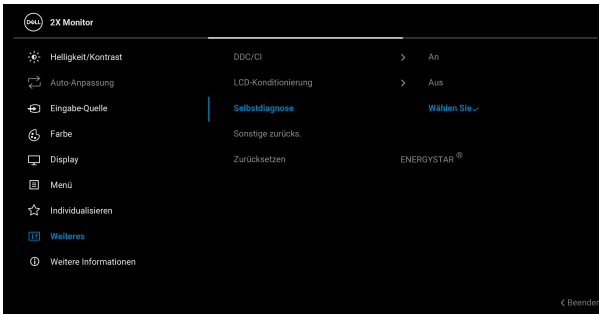 DELL 2X Monitor
Helligkeit/Kontrast
Auto-Anpassung
Eingabe-Quelle
Farbe
Display
Menü
Individualisieren
Weiteres
Weitere Informationen
DDC/CI > An
LCD-Konditionierung > Aus
Selbstdiagnose Wählen Sie✓
Sonstige zurücks.
Zurücksetzen ENERGYSTAR ®
< Beenden